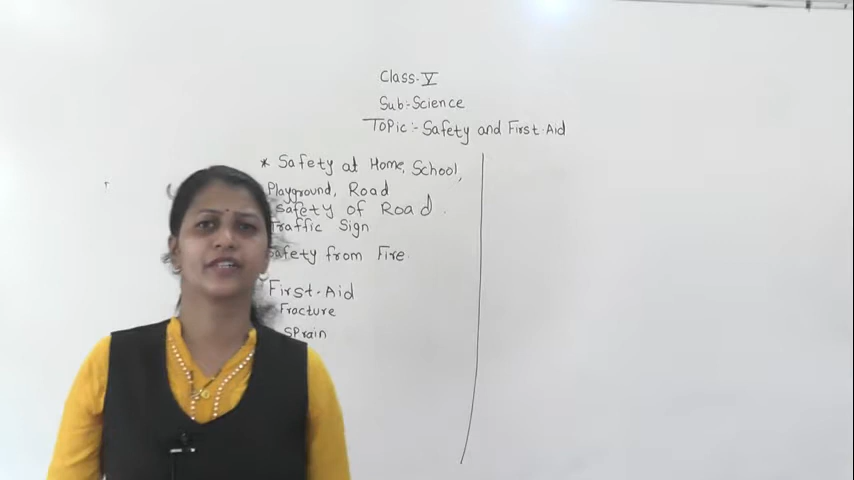 Class-V
Sub:-Science
Topic:- Safety and First-Aid
* Safety at Home, School,
Playground, Road
Safety of Road.
Traffic Sign
Safety from Fire.
First-Aid
Fracture
Sprain